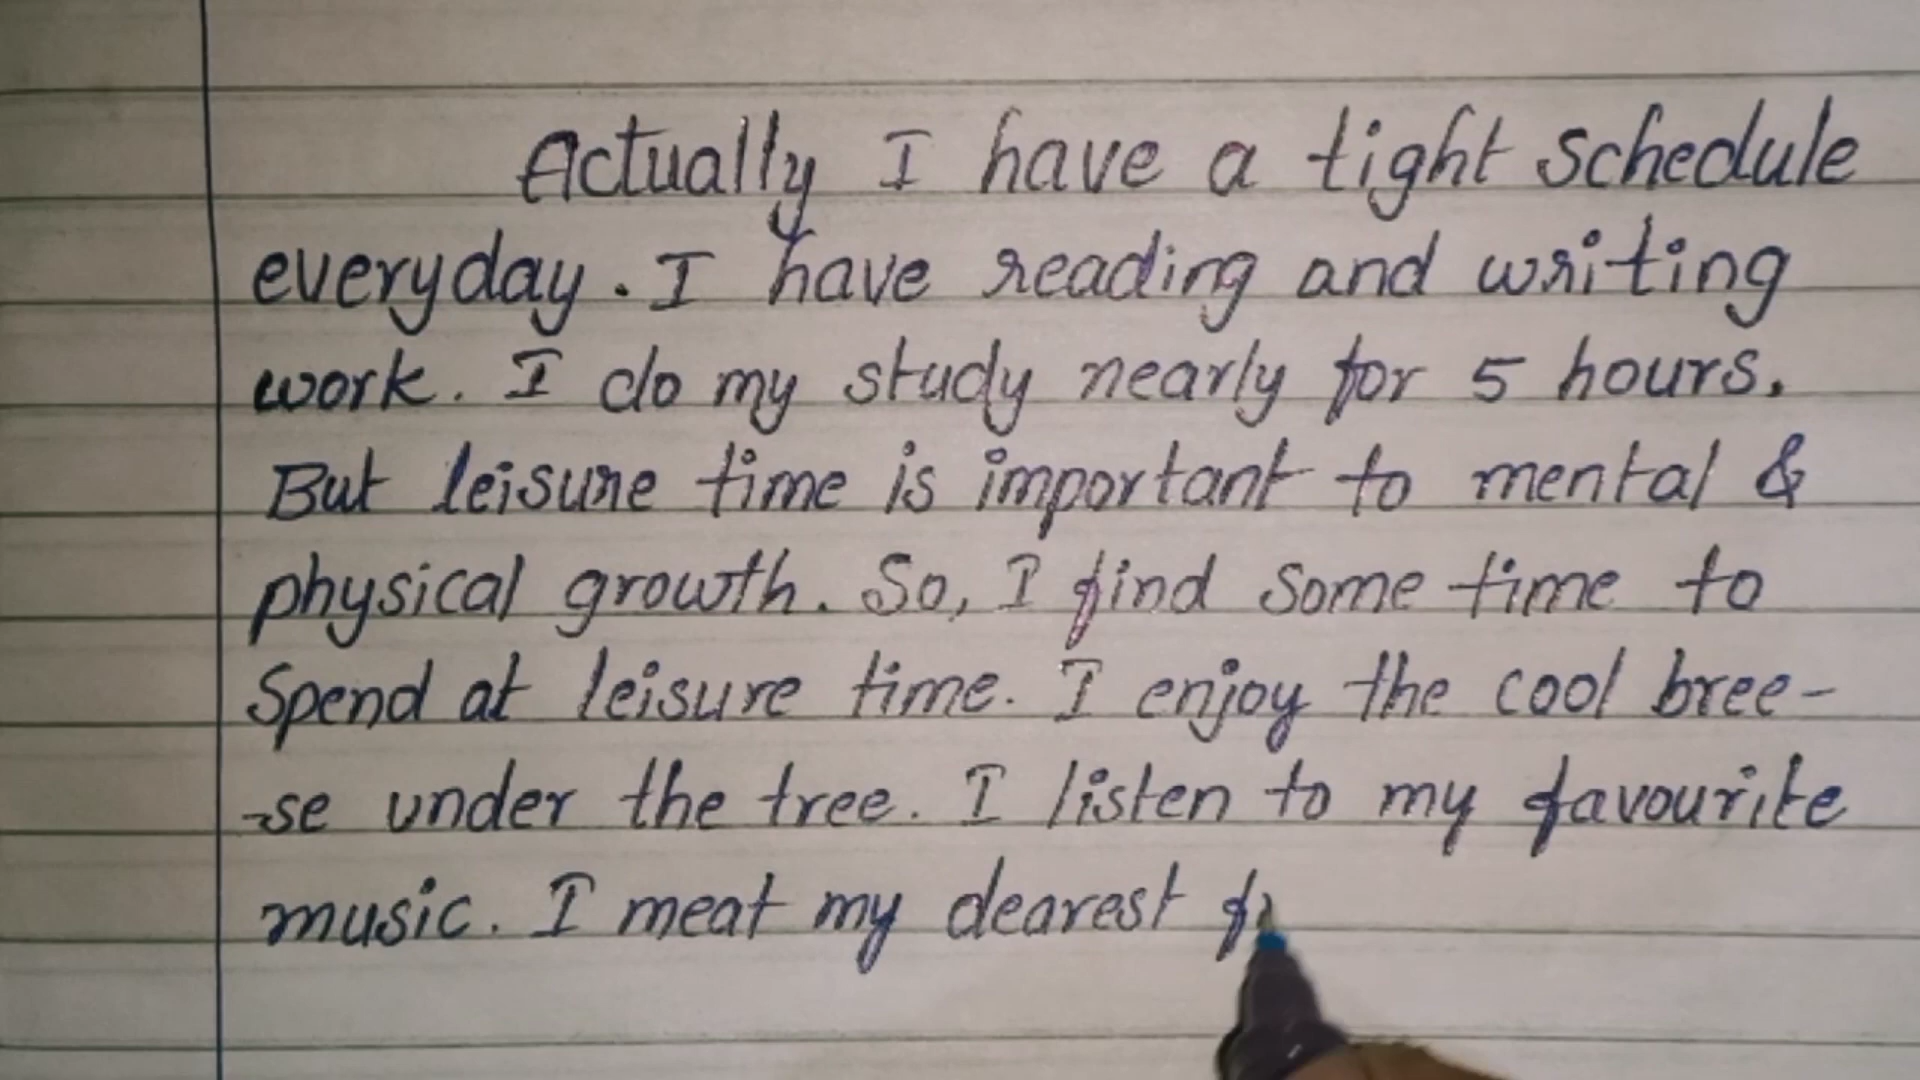 Actually I have a tight schedule
everyday. I have reading and writing
work. I do my study nearly for 5 hours.
But leisure time is important to mental &
physical growth. So, I find some time to
Spend at leisure time. I enjoy the cool bree-
-se under the tree. I listen to my favourite
music. I meat my dearest